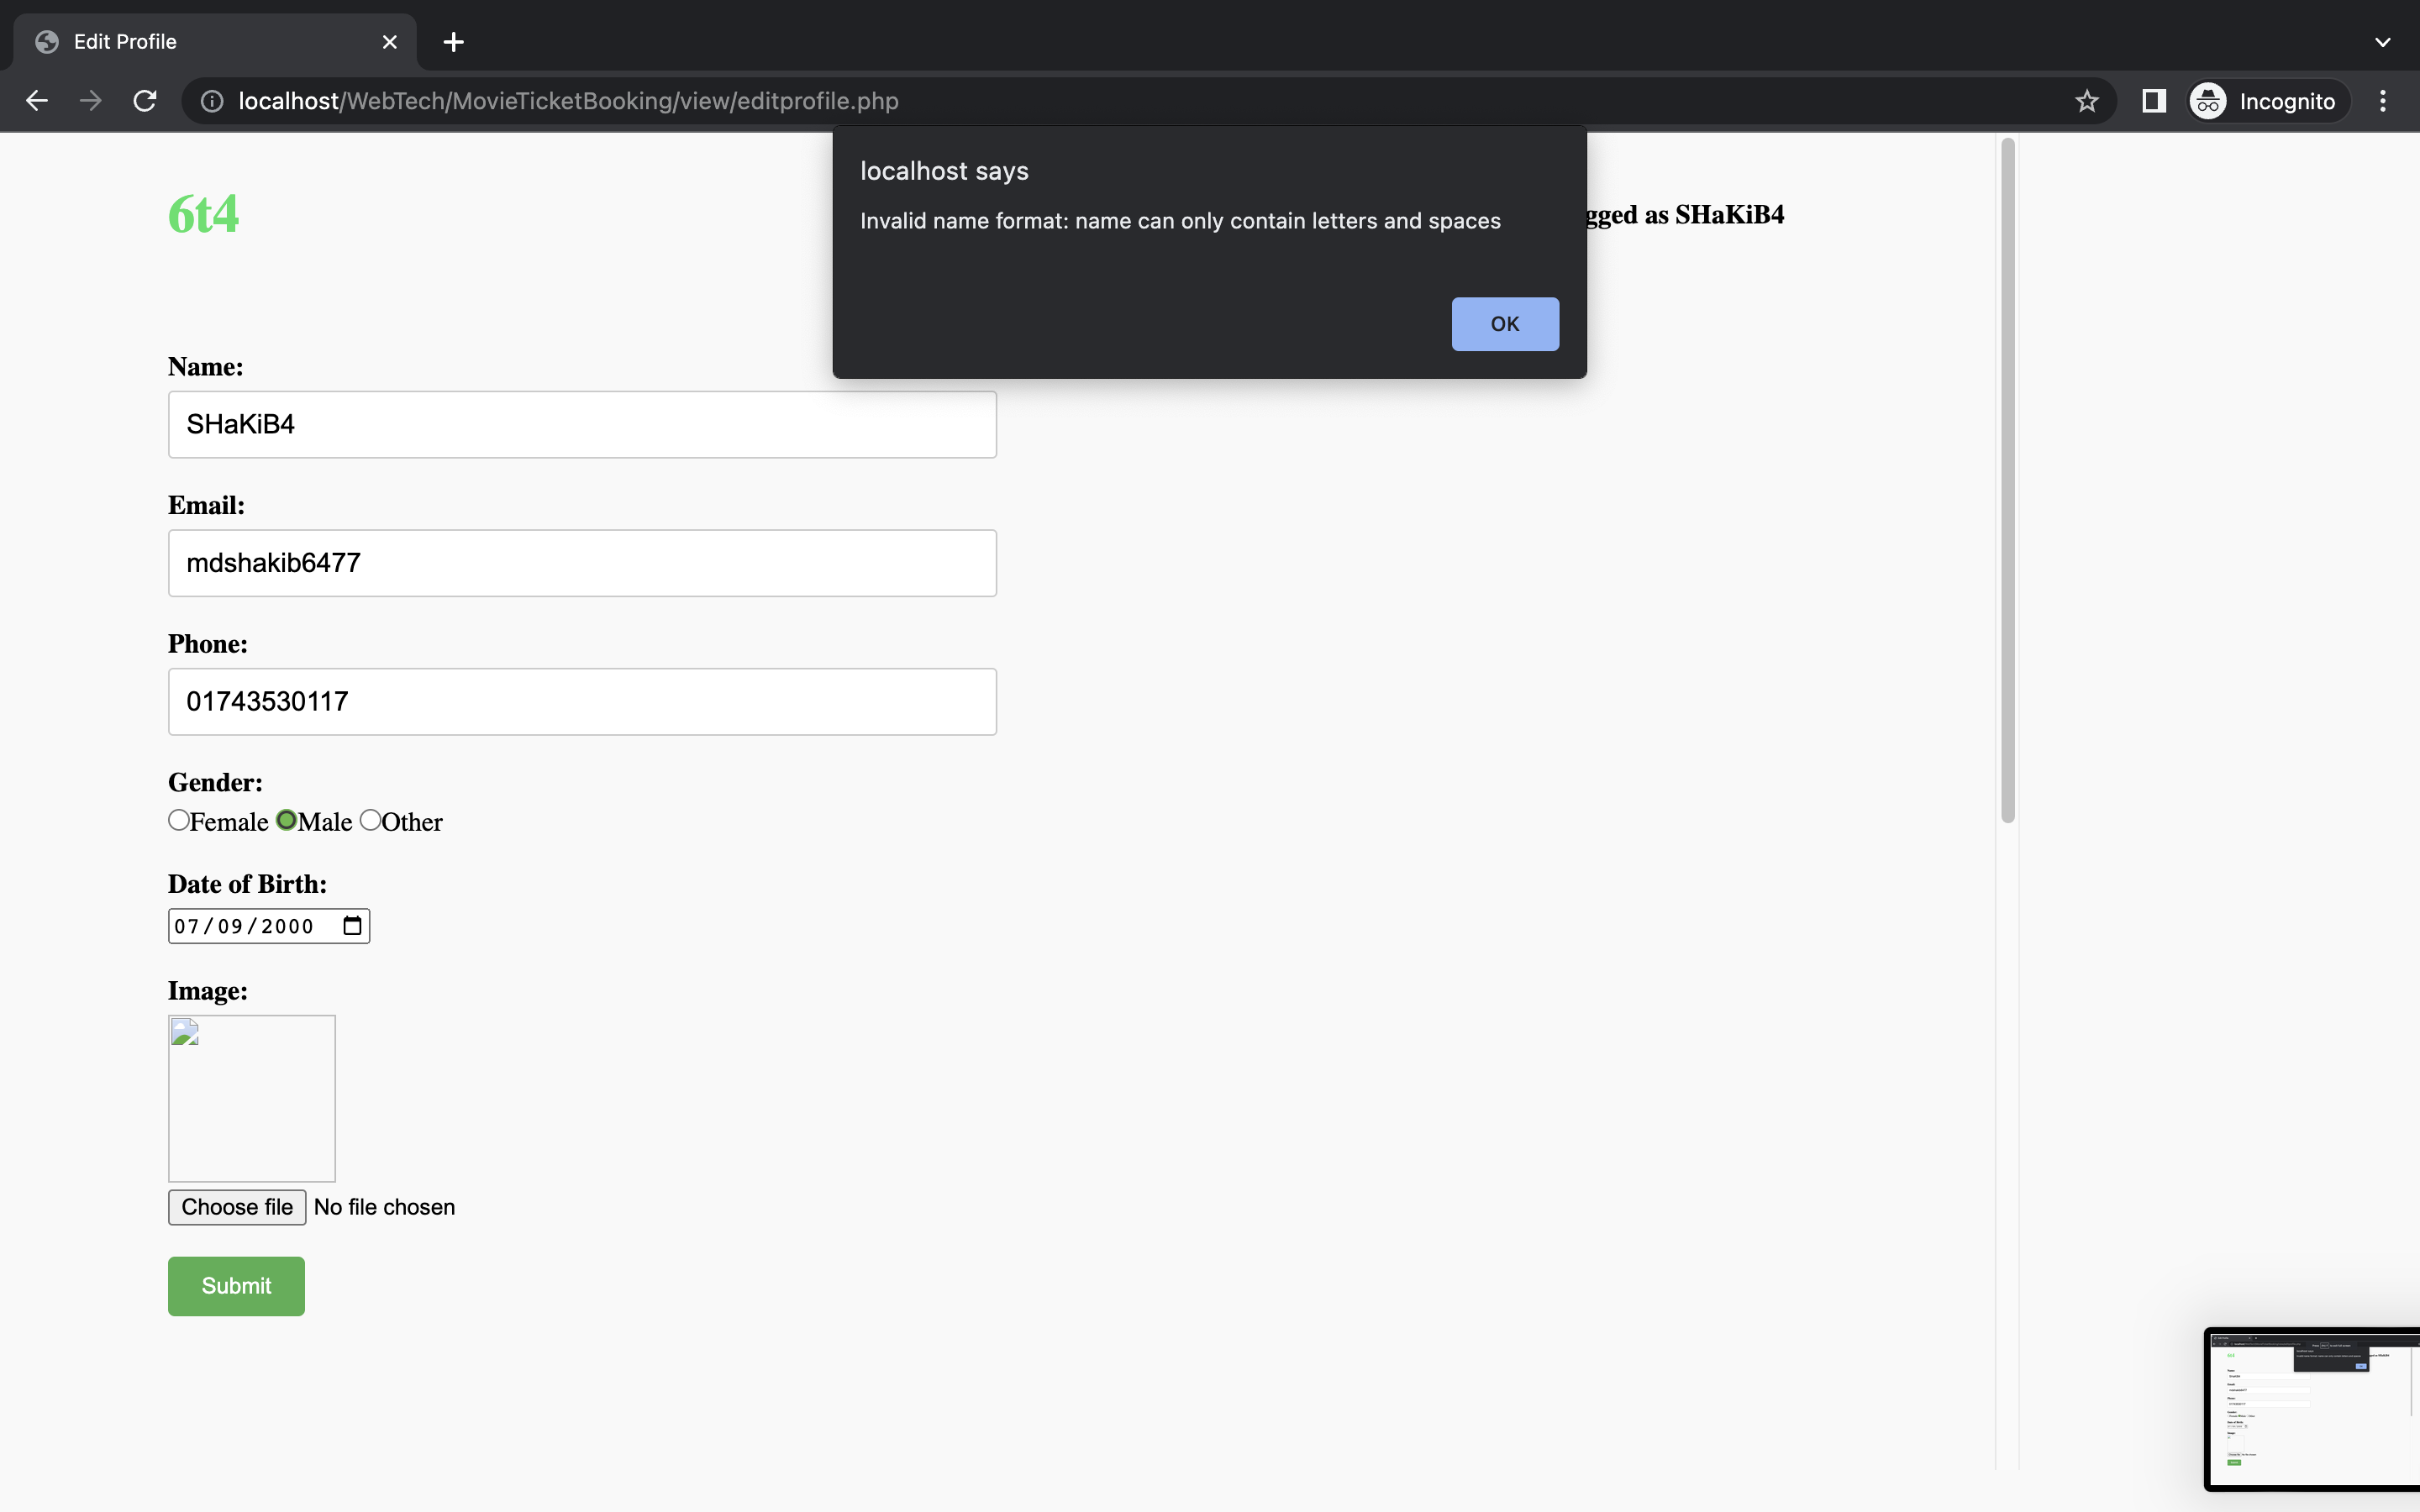 Edit Profile
localhost/WebTech/MovieTicketBooking/view/editprofile.php
Incognito
localhost says
Invalid name format: name can only contain letters and spaces
OK
6t4
gged as SHaKiB4
Name:
SHaKiB4
Email:
mdshakib6477
Phone:
01743530117
Gender:
Female Male Other
Date of Birth:
07/09/2000
Image:
Choose file No file chosen
Submit